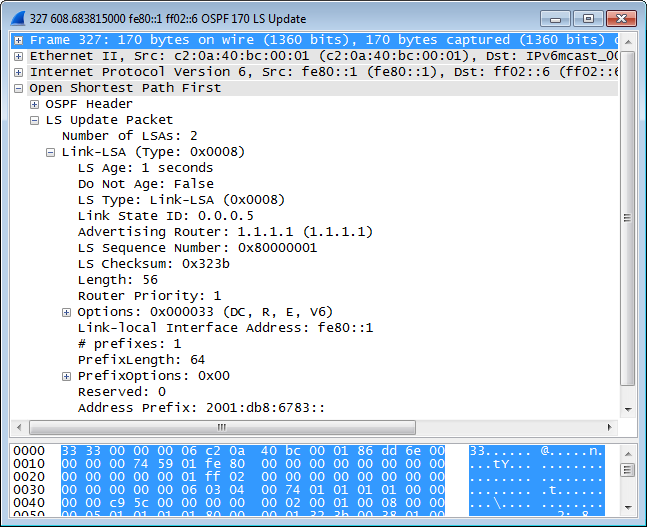 327 608.683815000 fe80::1 ff02::6 OSPF 170 LS Update
Frame 327: 170 bytes on wire (1360 bits), 170 bytes captured (1360 bits)
Ethernet II, Src: c2:0a:40:bc:00:01 (c2:0a:40:bc:00:01), Dst: IPv6mcast_00
Internet Protocol Version 6, Src: fe80::1 (fe80::1), Dst: ff02::6 (ff02::6
Open Shortest Path First
OSPF Header
LS Update Packet
Number of LSAs: 2
Link-LSA (Type: 0x0008)
LS Age: 1 seconds
Do Not Age: False
LS Type: Link-LSA (0x0008)
Link State ID: 0.0.0.5
Advertising Router: 1.1.1.1 (1.1.1.1)
LS Sequence Number: 0x80000001
LS Checksum: 0x323b
Length: 56
Router Priority: 1
Options: 0x000033 (DC, R, E, V6)
Link-local Interface Address: fe80::1
# prefixes: 1
PrefixLength: 64
PrefixOptions: 0x00
Reserved: 0
Address Prefix: 2001:db8:6783::
0000 33 33 00 00 00 06 c2 0a 40 bc 00 01 86 dd 6e 00 33...... @.....n.
0010 00 00 00 74 59 01 fe 80 00 00 00 00 00 00 00 00 ...tY... ........
0020 00 00 00 00 00 01 ff 02 00 00 00 00 00 00 00 00 ........ ........
0030 00 00 00 00 00 06 03 04 00 74 01 01 01 01 00 00 ........ .t......
0040 00 00 c9 5c 00 00 00 00 00 02 00 01 00 08 00 00 ...\.... ........